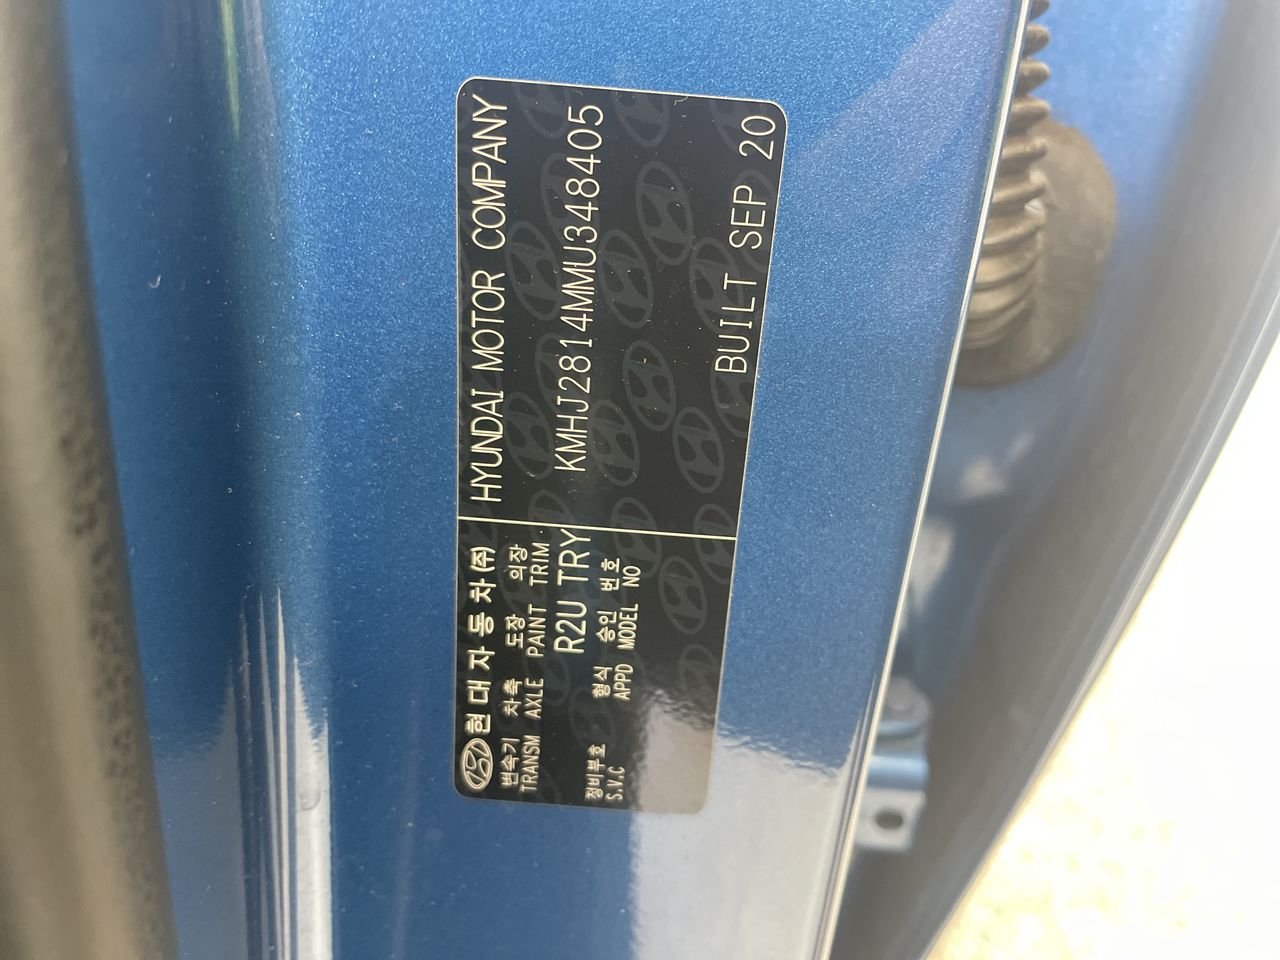 현대자동차(주) HYUNDAI MOTOR COMPANY
변속기 차축 도장 의장
TRANSM AXLE PAINT TRIM
R2U TRY KMHJ2814MMU348405
정비부호 형식 승인 번호
S.V.C APPD MODEL NO
BUILT SEP 20